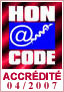 HON
@
CODE
ACCRÉDITÉ
04/2007